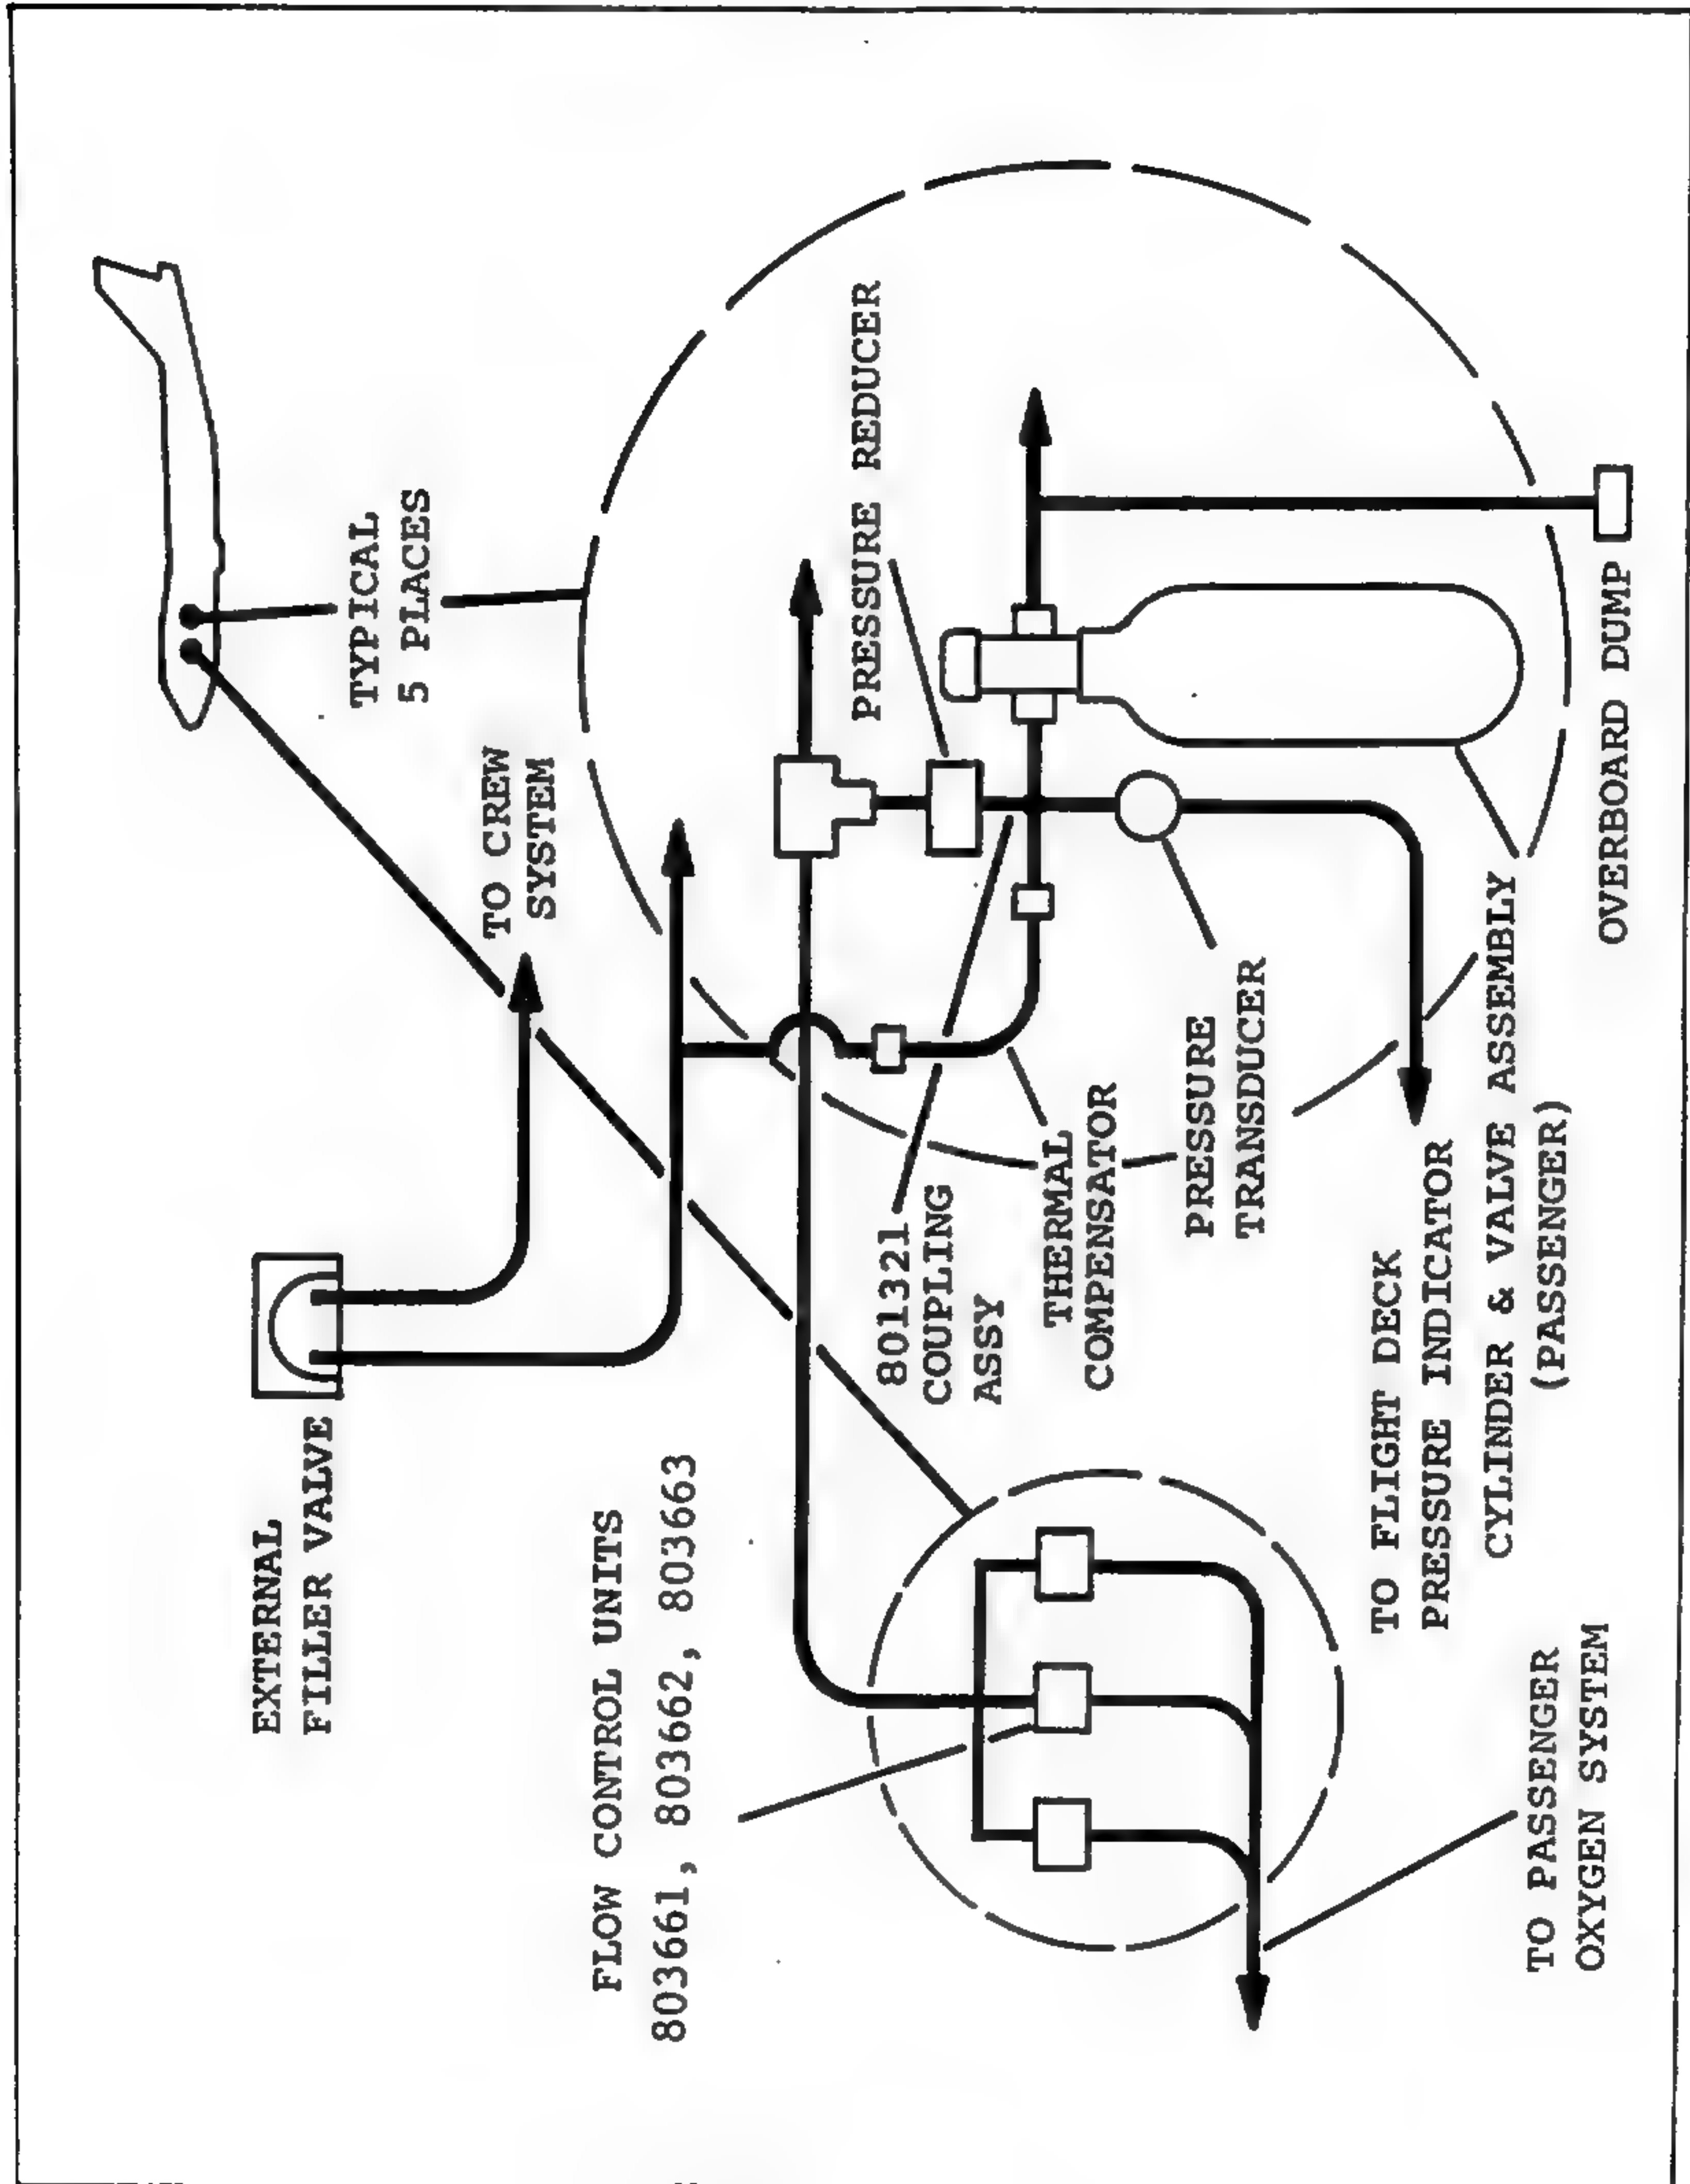 EXTERNAL
FILLER VALVE
TO CREW
SYSTEM
TYPICAL
5 PLACES
FLOW CONTROL UNITS
803661, 803662, 803663
PRESSURE REDUCER
801321
COUPLING
ASSY
THERMAL
COMPENSATOR
PRESSURE
TRANSDUCER
TO FLIGHT DECK
PRESSURE INDICATOR
CYLINDER & VALVE ASSEMBLY
(PASSENGER)
OVERBOARD DUMP
TO PASSENGER
OXYGEN SYSTEM